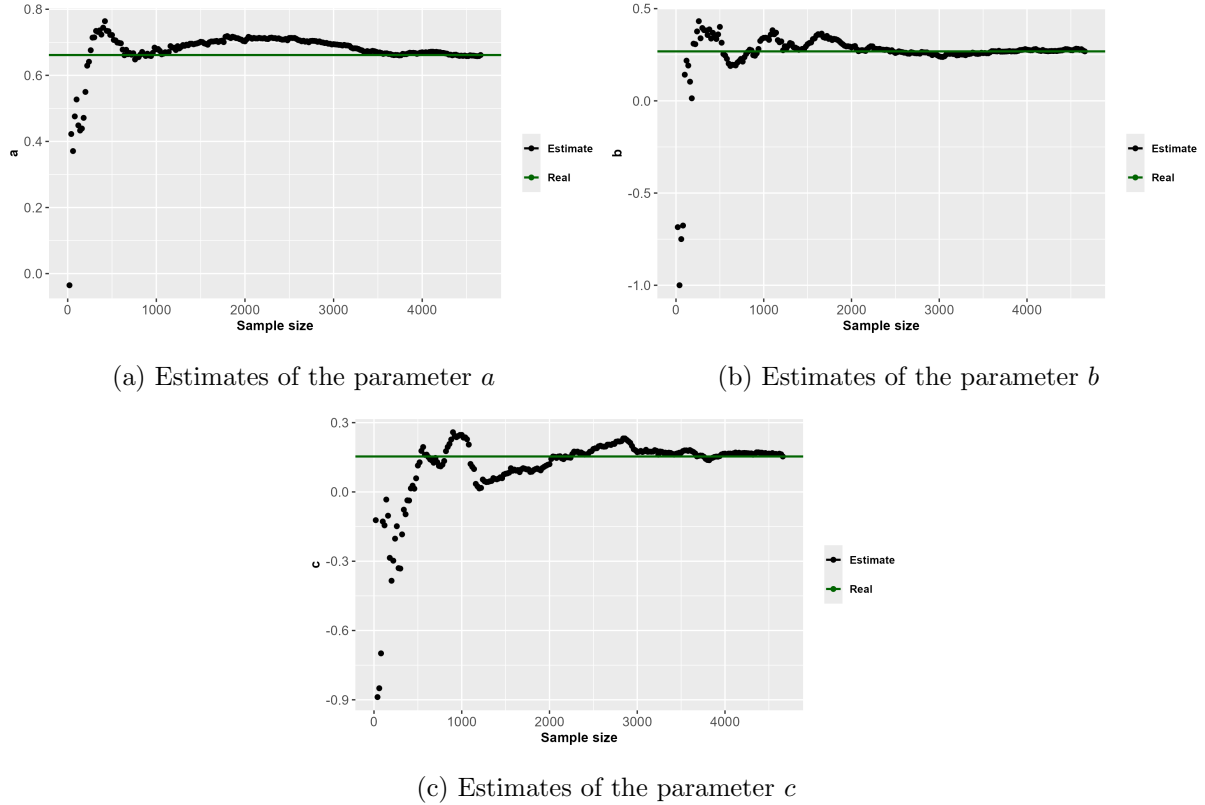 0.8
0.6
0.4
0.2
0.0
a
0 1000 2000 3000 4000
Sample size
Estimate
Real
(a) Estimates of the parameter a
0.5
0.0
-0.5
-1.0
b
0 1000 2000 3000 4000
Sample size
Estimate
Real
(b) Estimates of the parameter b
0.3
0.0
-0.3
-0.6
-0.9
c
0 1000 2000 3000 4000
Sample size
Estimate
Real
(c) Estimates of the parameter c